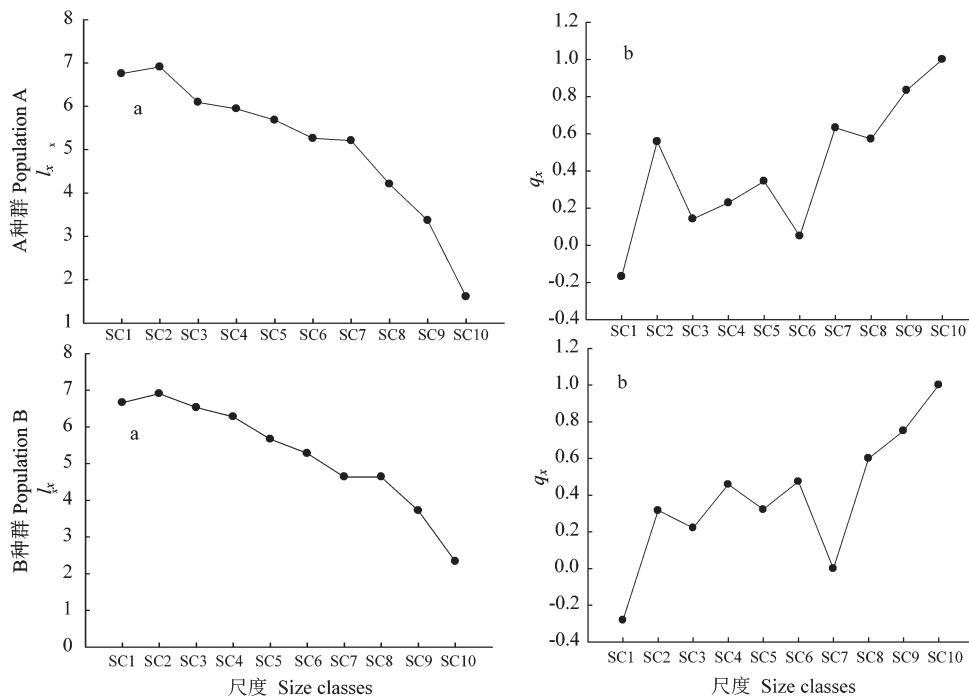 8
7
6
5
4
3
2
1
a
A种群 Population A
lx x
SC1 SC2 SC3 SC4 SC5 SC6 SC7 SC8 SC9 SC10
1.2
1.0
0.8
0.6
0.4
0.2
0.0
-0.2
-0.4
b
qx
SC1 SC2 SC3 SC4 SC5 SC6 SC7 SC8 SC9 SC10
8
7
6
5
4
3
2
1
0
a
B种群 Population B
lx x
SC1 SC2 SC3 SC4 SC5 SC6 SC7 SC8 SC9 SC10
尺度 Size classes
1.2
1.0
0.8
0.6
0.4
0.2
0.0
-0.2
-0.4
b
qx
SC1 SC2 SC3 SC4 SC5 SC6 SC7 SC8 SC9 SC10
尺度 Size classes